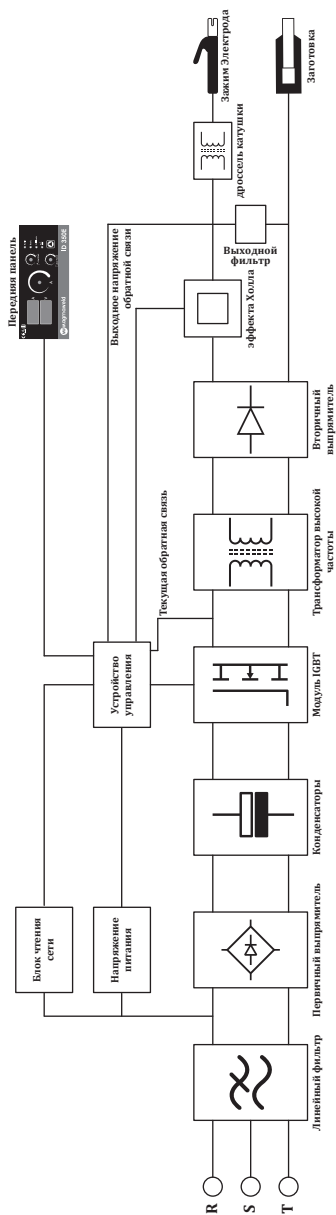 Передняя панель
magmaweld
ID 350E
Зажим Электрода
Заготовка
дроссель катушки
Выходное напряжение
обратной связи
Выходной
фильтр
эффекта Холла
Вторичный
выпрямитель
Текущая обратная связь
Трансформатор высокой
частоты
Устройство
управления
Модуль IGBT
Конденсаторы
Блок чтения
сети
Напряжение
питания
Первичный выпрямитель
Линейный фильтр
R
S
T